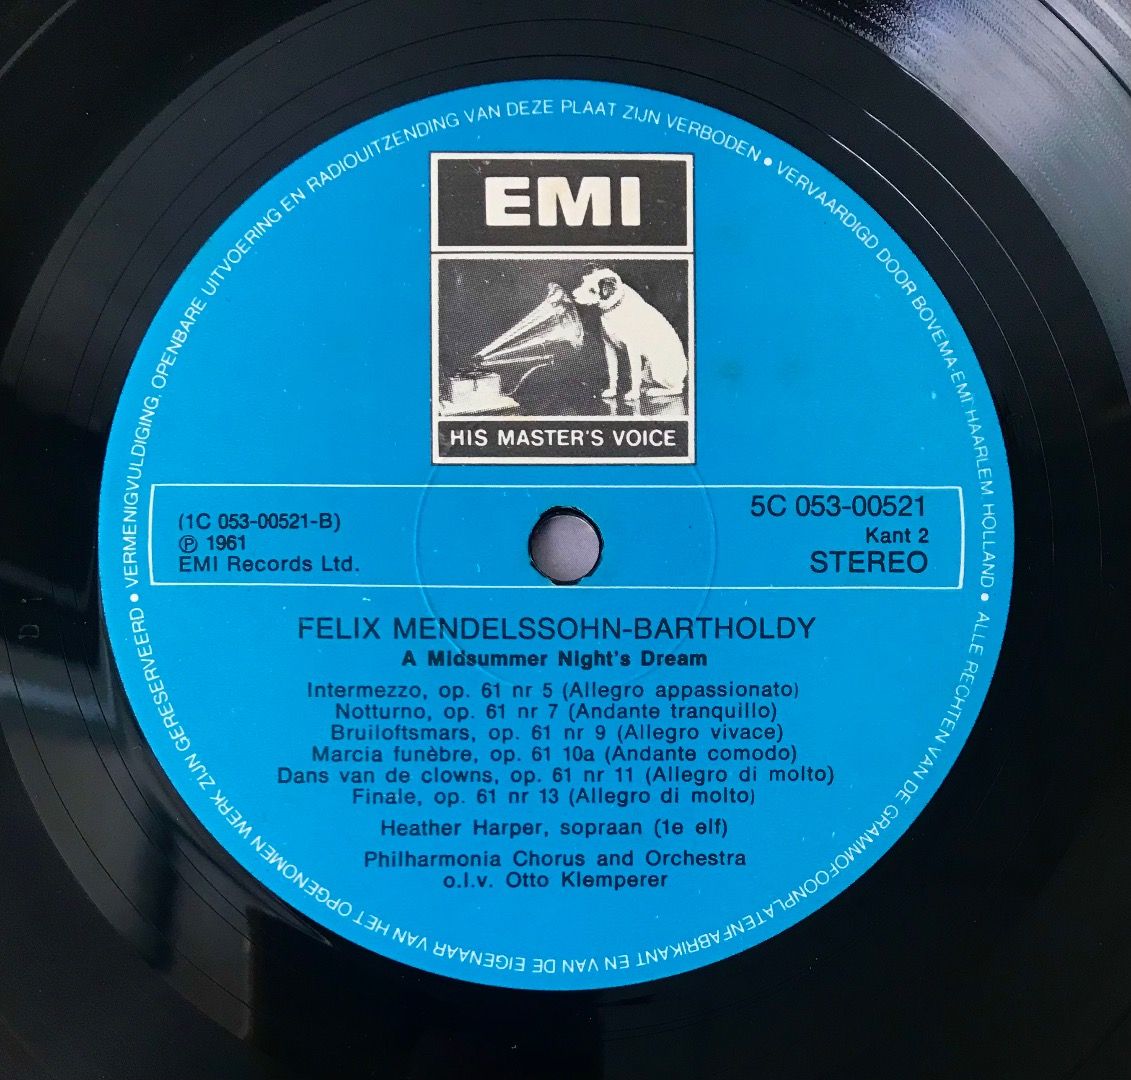 VERMENIGVULDIGING, OPENBARE UITVOERING EN RADIOUITZENDING VAN DEZE PLAAT ZIJN VERBODEN • VERVAARDIGD DOOR BOVEMA-EMI HAARLEM HOLLAND • ALLE RECHTEN VAN DE GRAMMOFOONPLATENFABRIKANT EN VAN DE EIGENAAR VAN HET OPGENOMEN WERK ZIJN GERESERVEERD •
EMI
HIS MASTER'S VOICE
(1C 053-00521-B)
℗ 1961
EMI Records Ltd.
5C 053-00521
Kant 2
STEREO
FELIX MENDELSSOHN-BARTHOLDY
A Midsummer Night's Dream
Intermezzo, op. 61 nr 5 (Allegro appassionato)
Notturno, op. 61 nr 7 (Andante tranquillo)
Bruiloftsmars, op. 61 nr 9 (Allegro vivace)
Marcia funèbre, op. 61 10a (Andante comodo)
Dans van de clowns, op. 61 nr 11 (Allegro di molto)
Finale, op. 61 nr 13 (Allegro di molto)
Heather Harper, sopraan (1e elf)
Philharmonia Chorus and Orchestra
o.l.v. Otto Klemperer